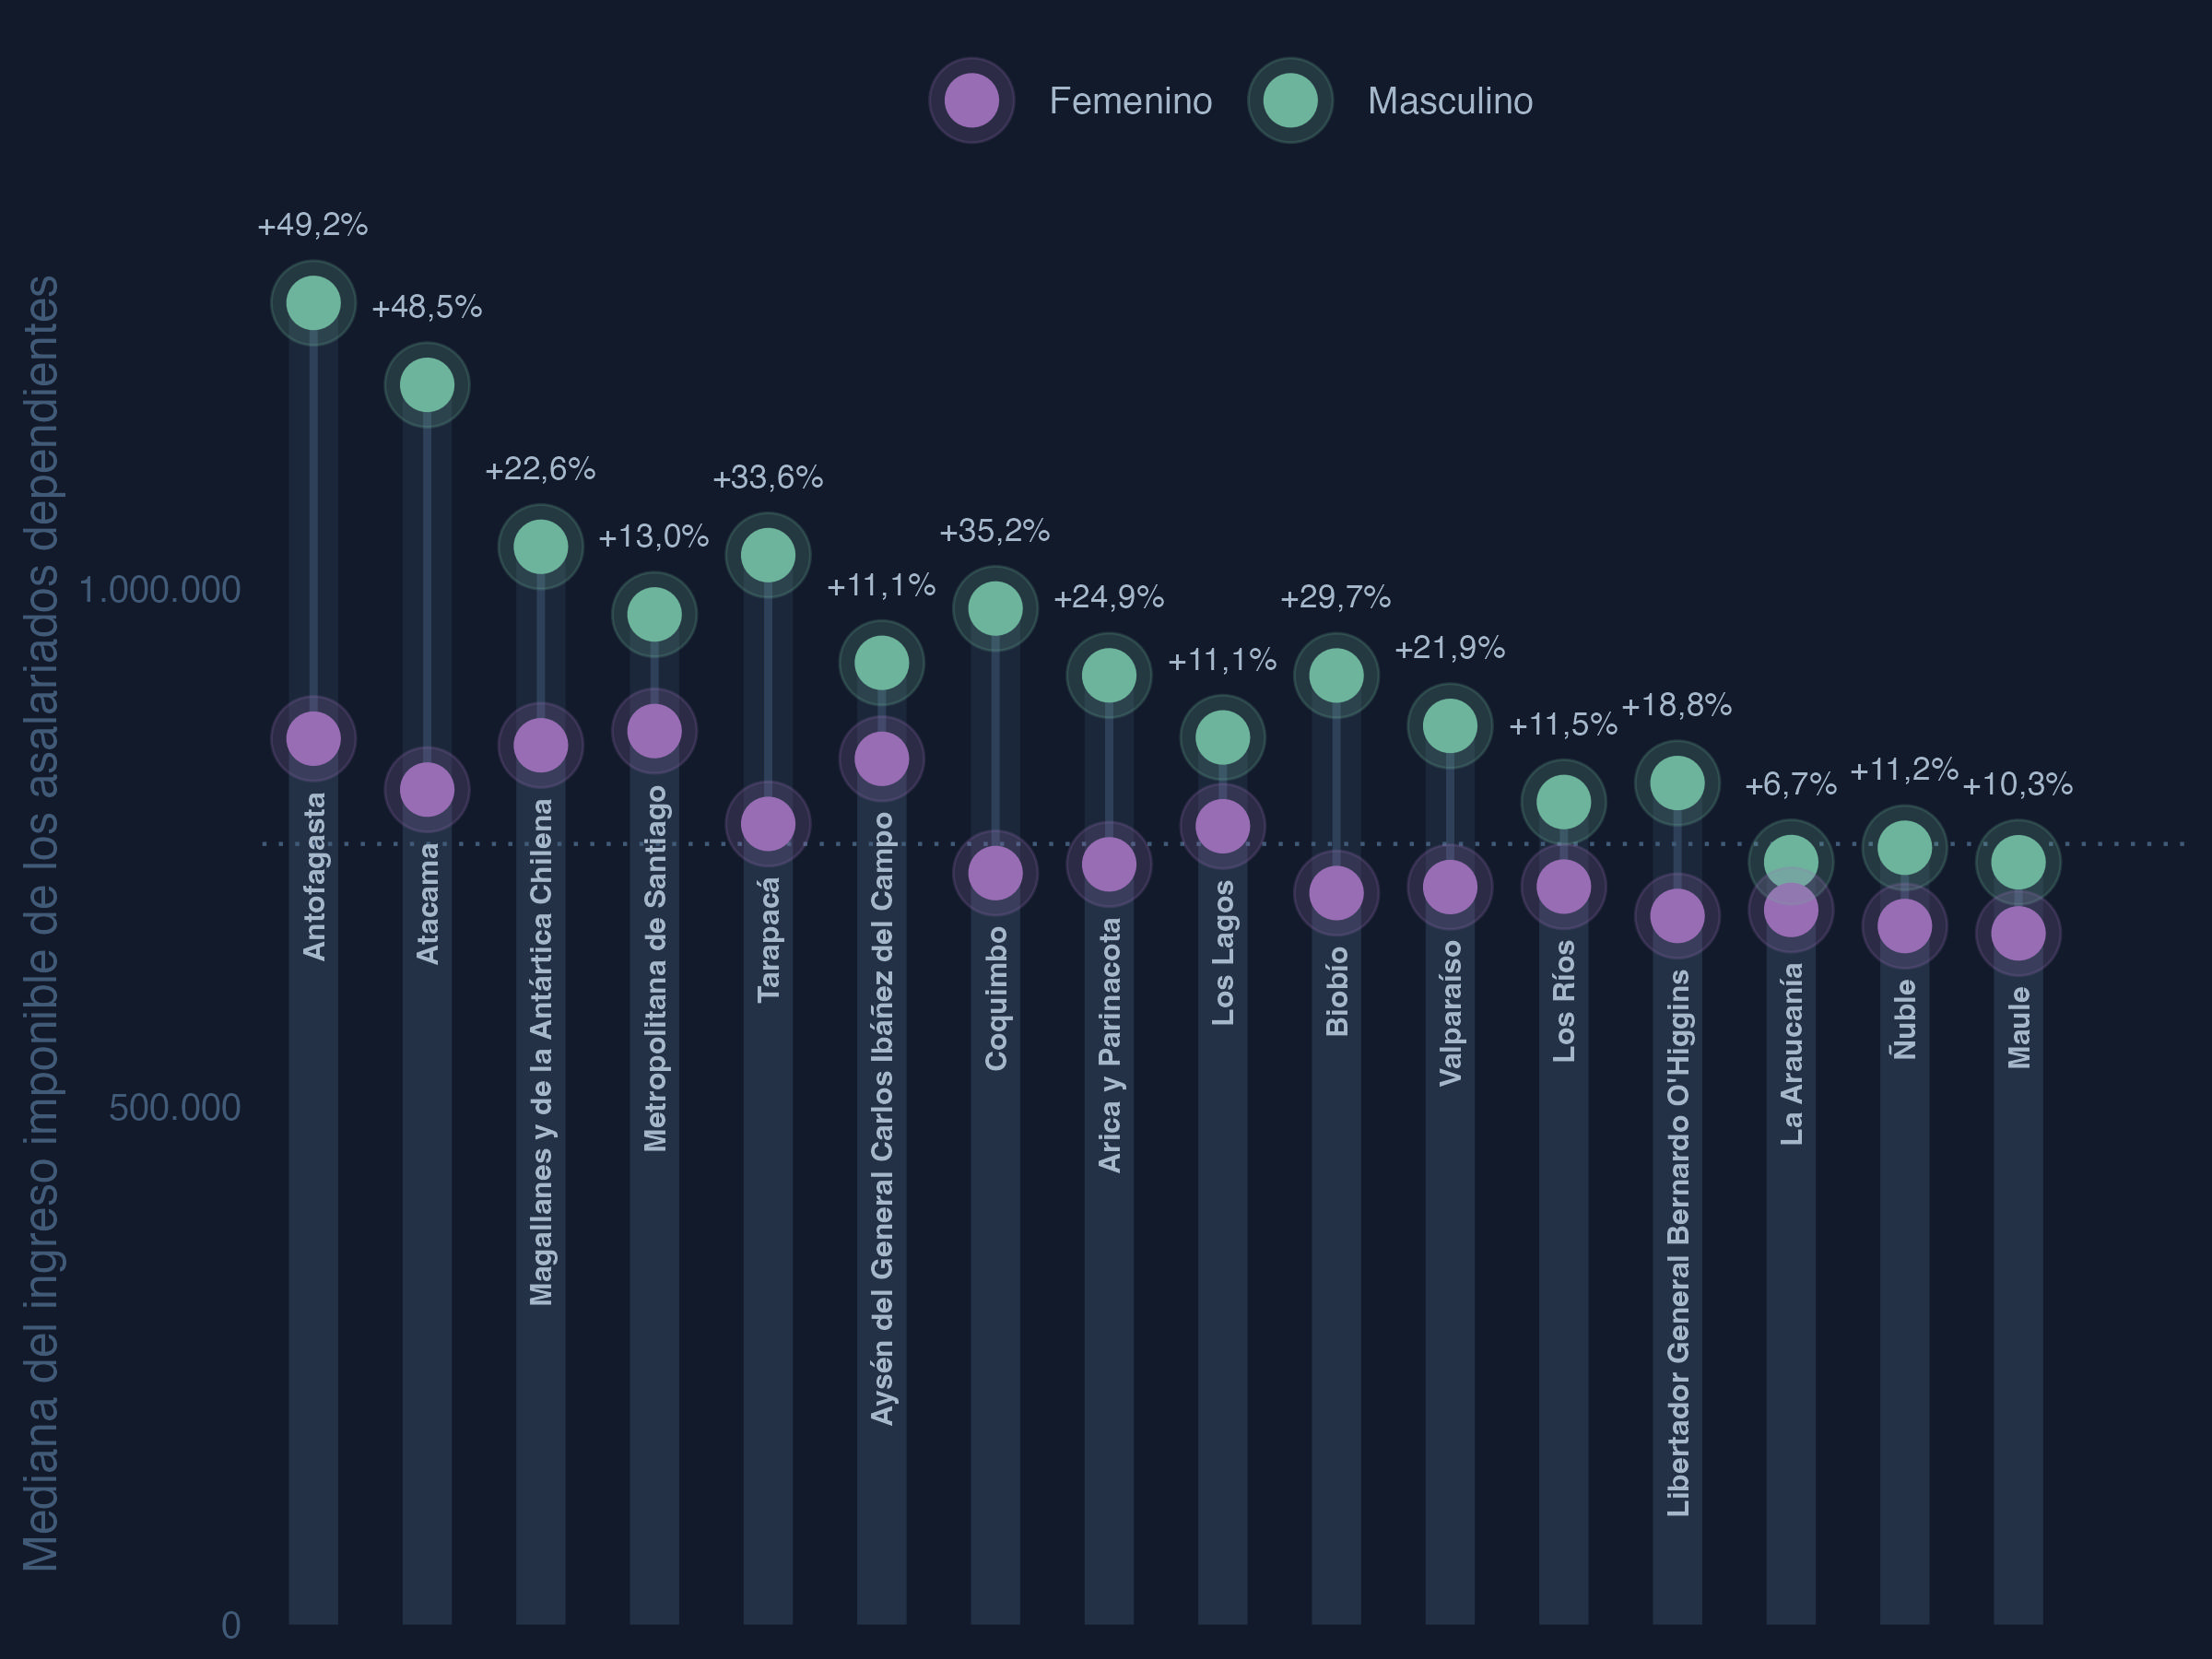 Femenino
Masculino
Mediana del ingreso imponible de los asalariados dependientes
1.000.000
500.000
0
+49,2%
+48,5%
+22,6%
+13,0%
+33,6%
+11,1%
+35,2%
+24,9%
+11,1%
+29,7%
+21,9%
+11,5%
+18,8%
+6,7%
+11,2%
+10,3%
Antofagasta
Atacama
Magallanes y de la Antártica Chilena
Metropolitana de Santiago
Tarapacá
Aysén del General Carlos Ibáñez del Campo
Coquimbo
Arica y Parinacota
Los Lagos
Biobío
Valparaíso
Los Ríos
Libertador General Bernardo O'Higgins
La Araucanía
Ñuble
Maule